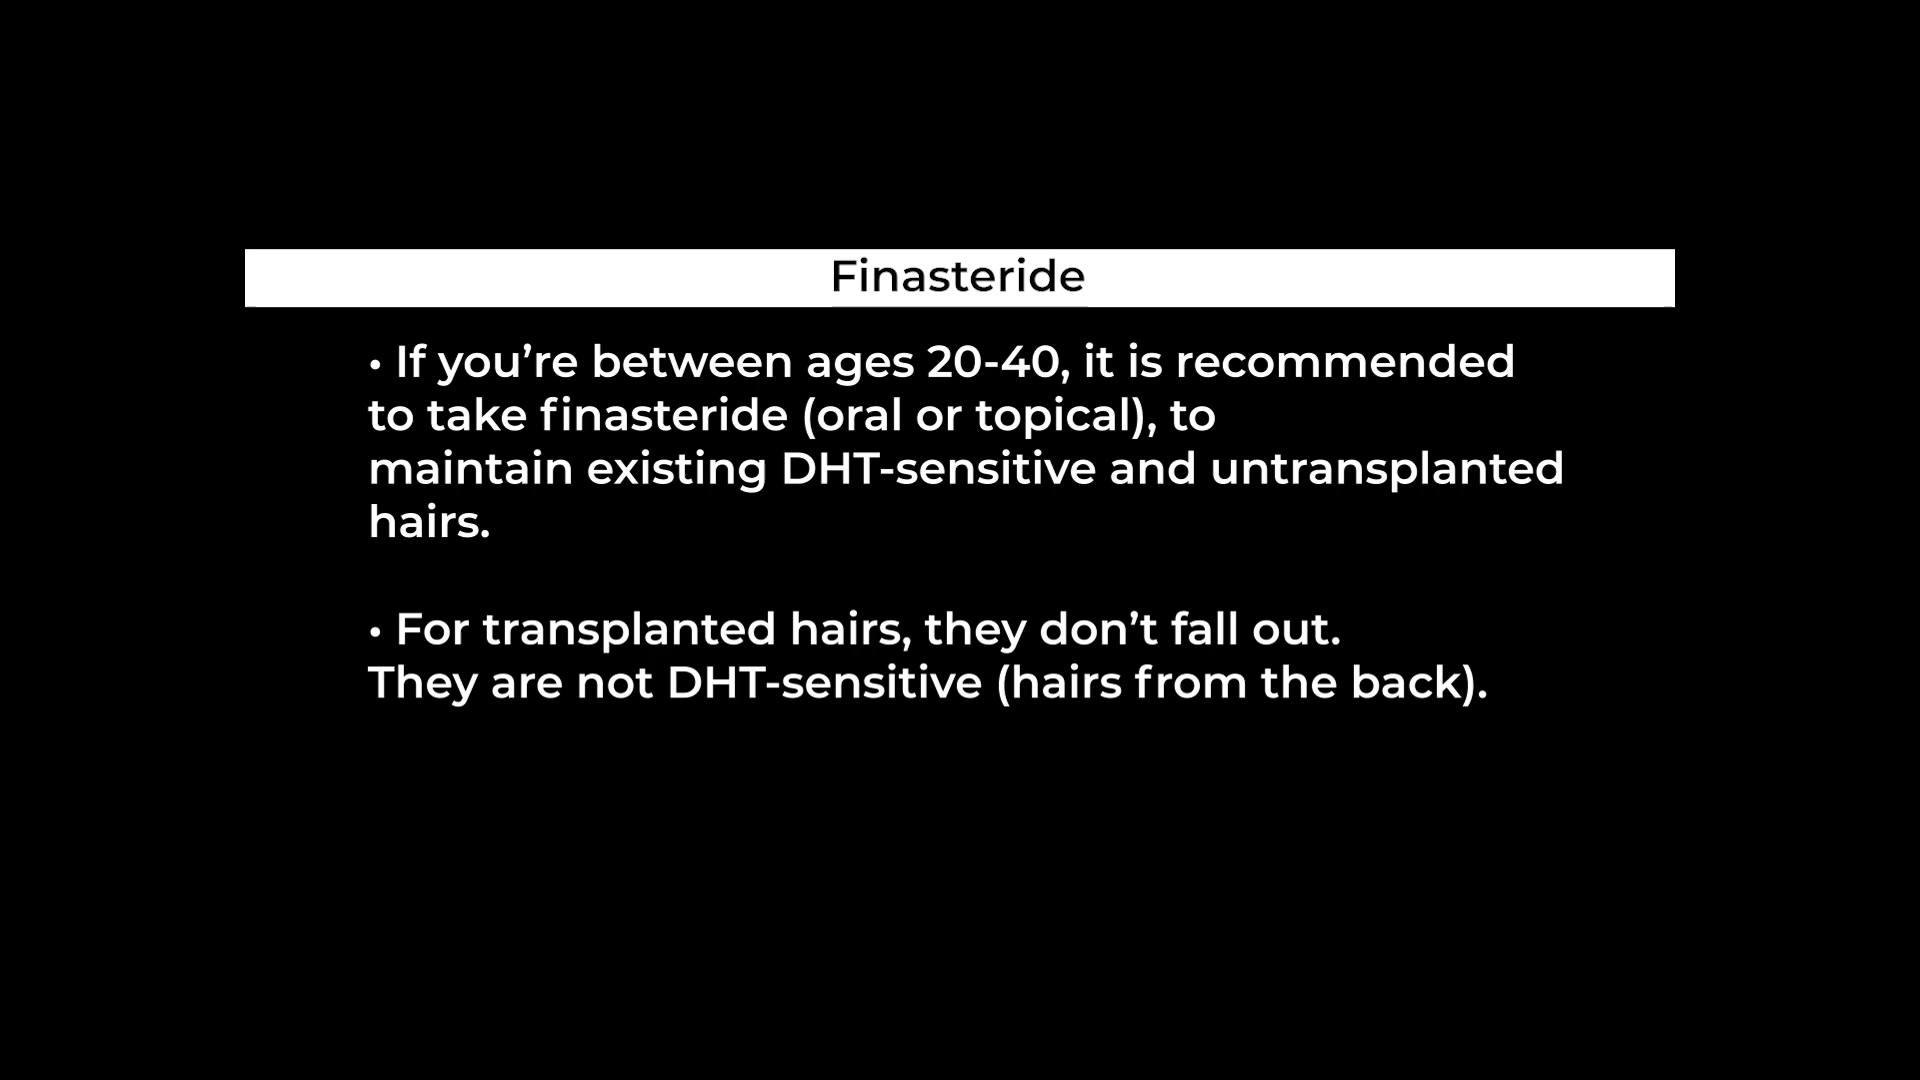 Finasteride
• If you’re between ages 20-40, it is recommended
to take finasteride (oral or topical), to
maintain existing DHT-sensitive and untransplanted
hairs.
• For transplanted hairs, they don’t fall out.
They are not DHT-sensitive (hairs from the back).